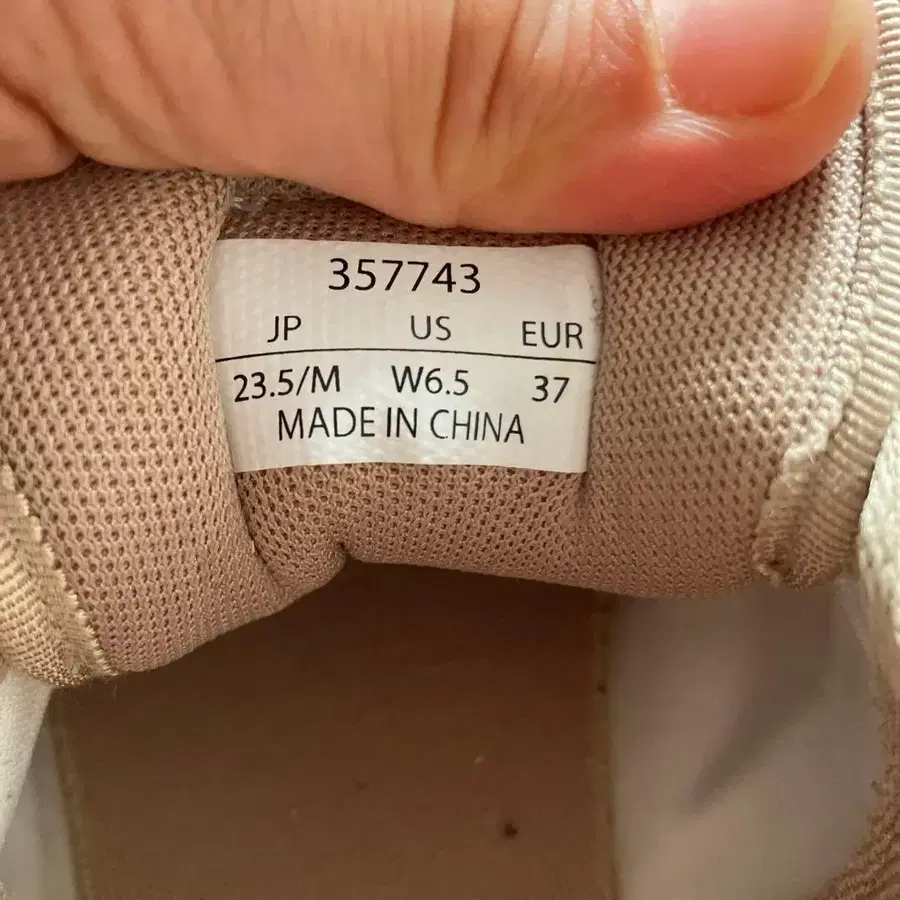 357743
JP US EUR
23.5/M W6.5 37
MADE IN CHINA